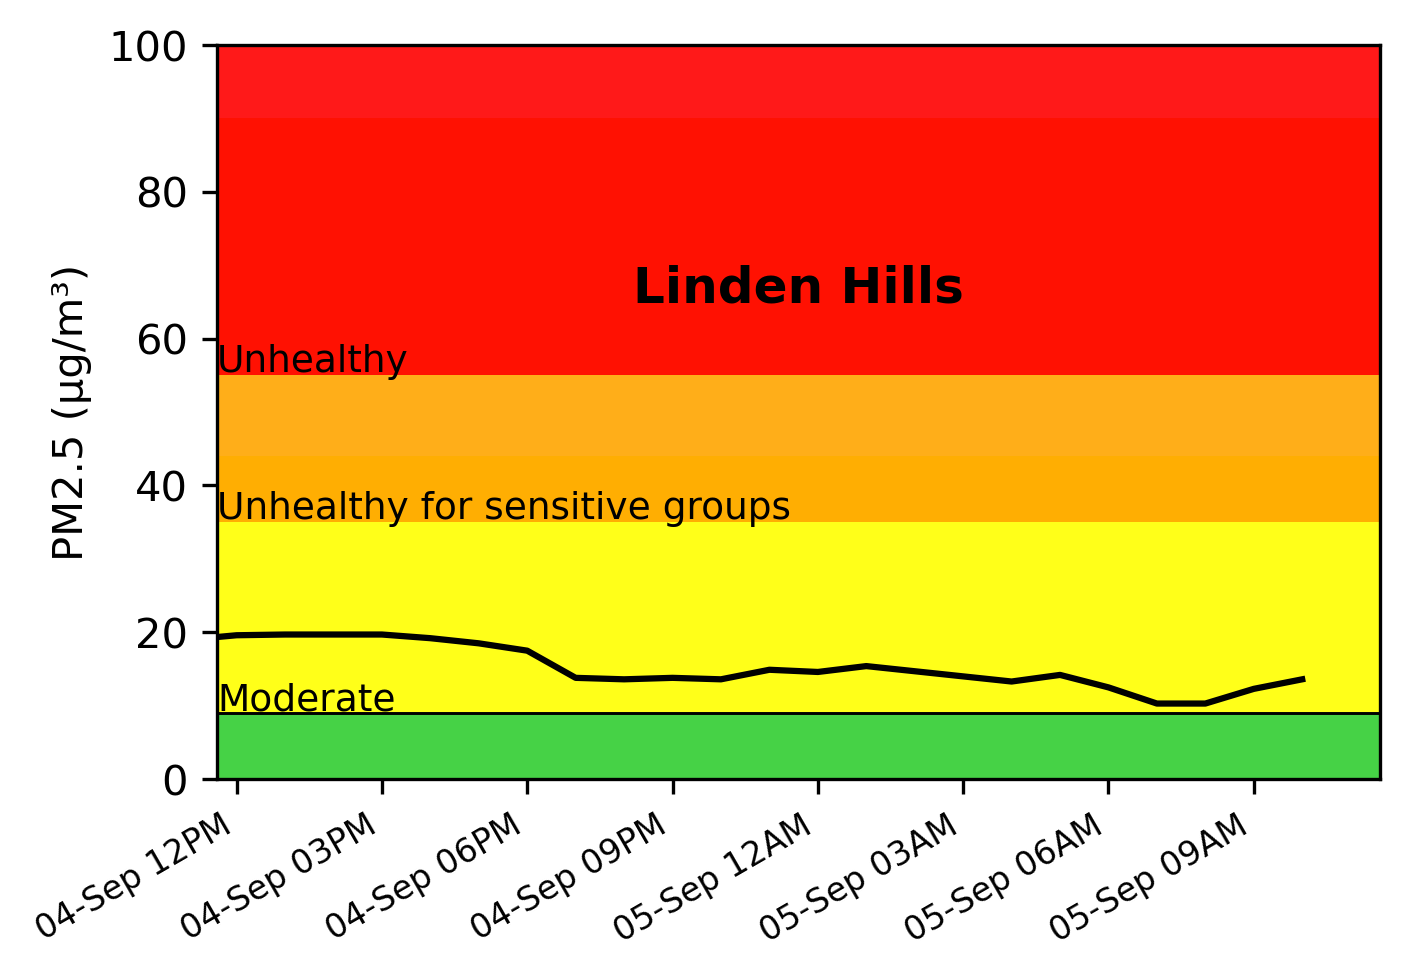 100
80
60
40
20
0
PM2.5 (µg/m³)
Linden Hills
Unhealthy
Unhealthy for sensitive groups
Moderate
04-Sep 12PM
04-Sep 03PM
04-Sep 06PM
04-Sep 09PM
05-Sep 12AM
05-Sep 03AM
05-Sep 06AM
05-Sep 09AM